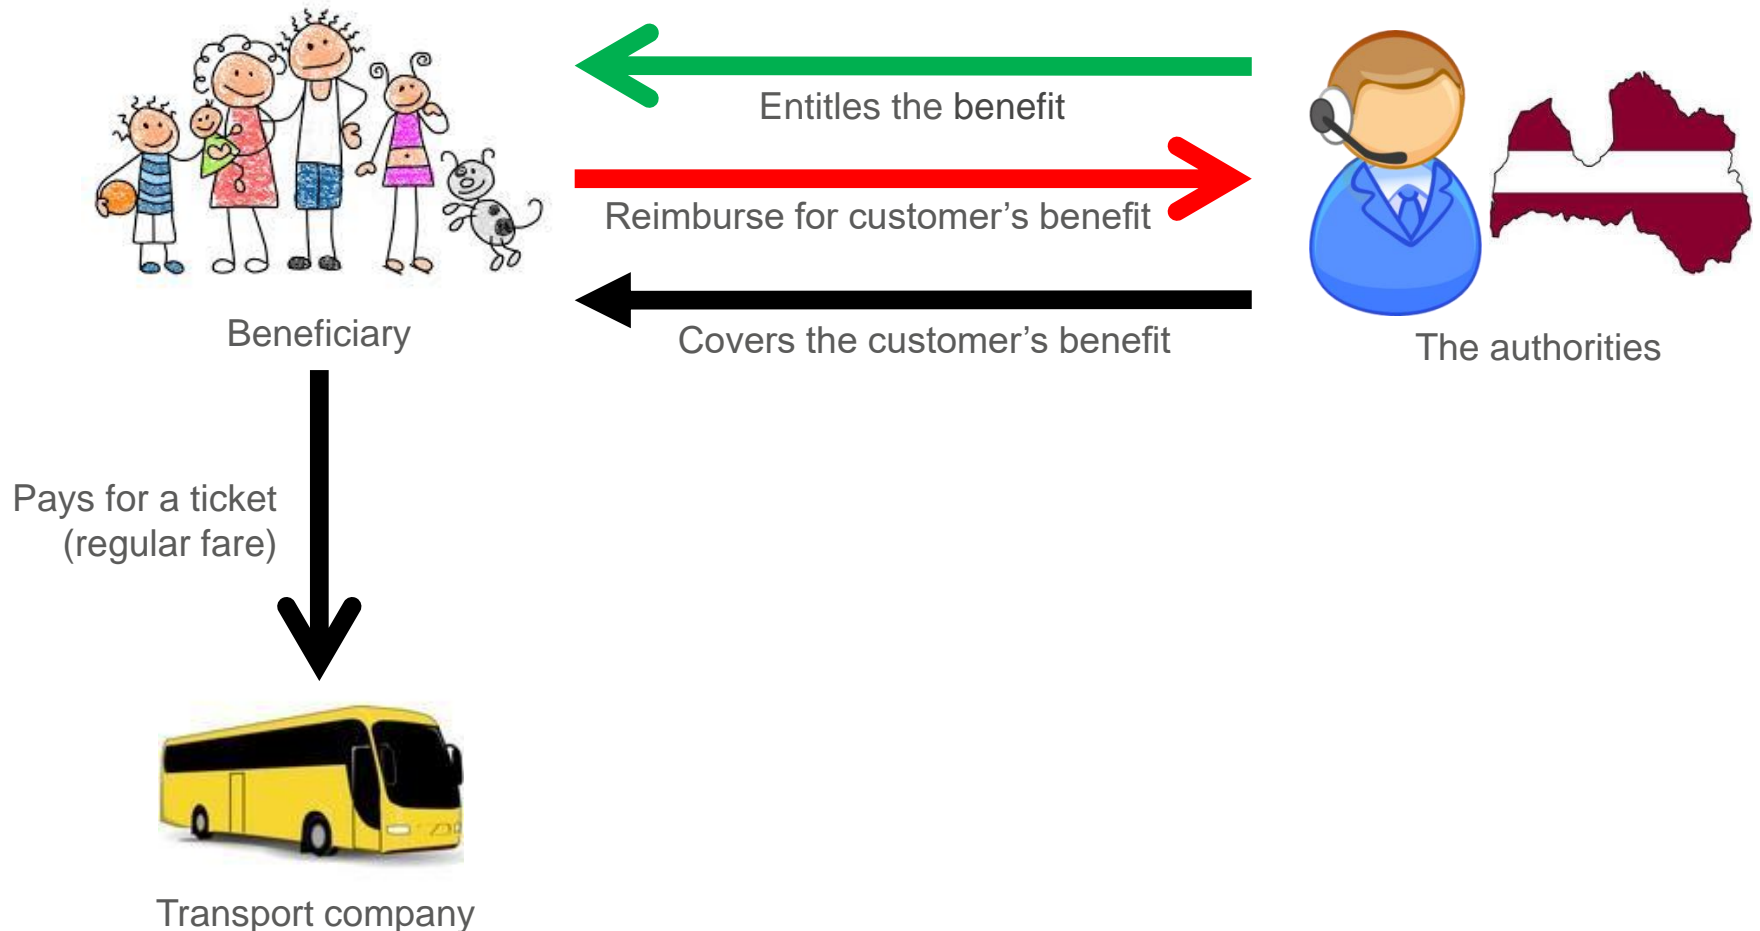 Entitles the benefit
Reimburse for customer’s benefit
Covers the customer’s benefit
Beneficiary
The authorities
Pays for a ticket
(regular fare)
Transport company